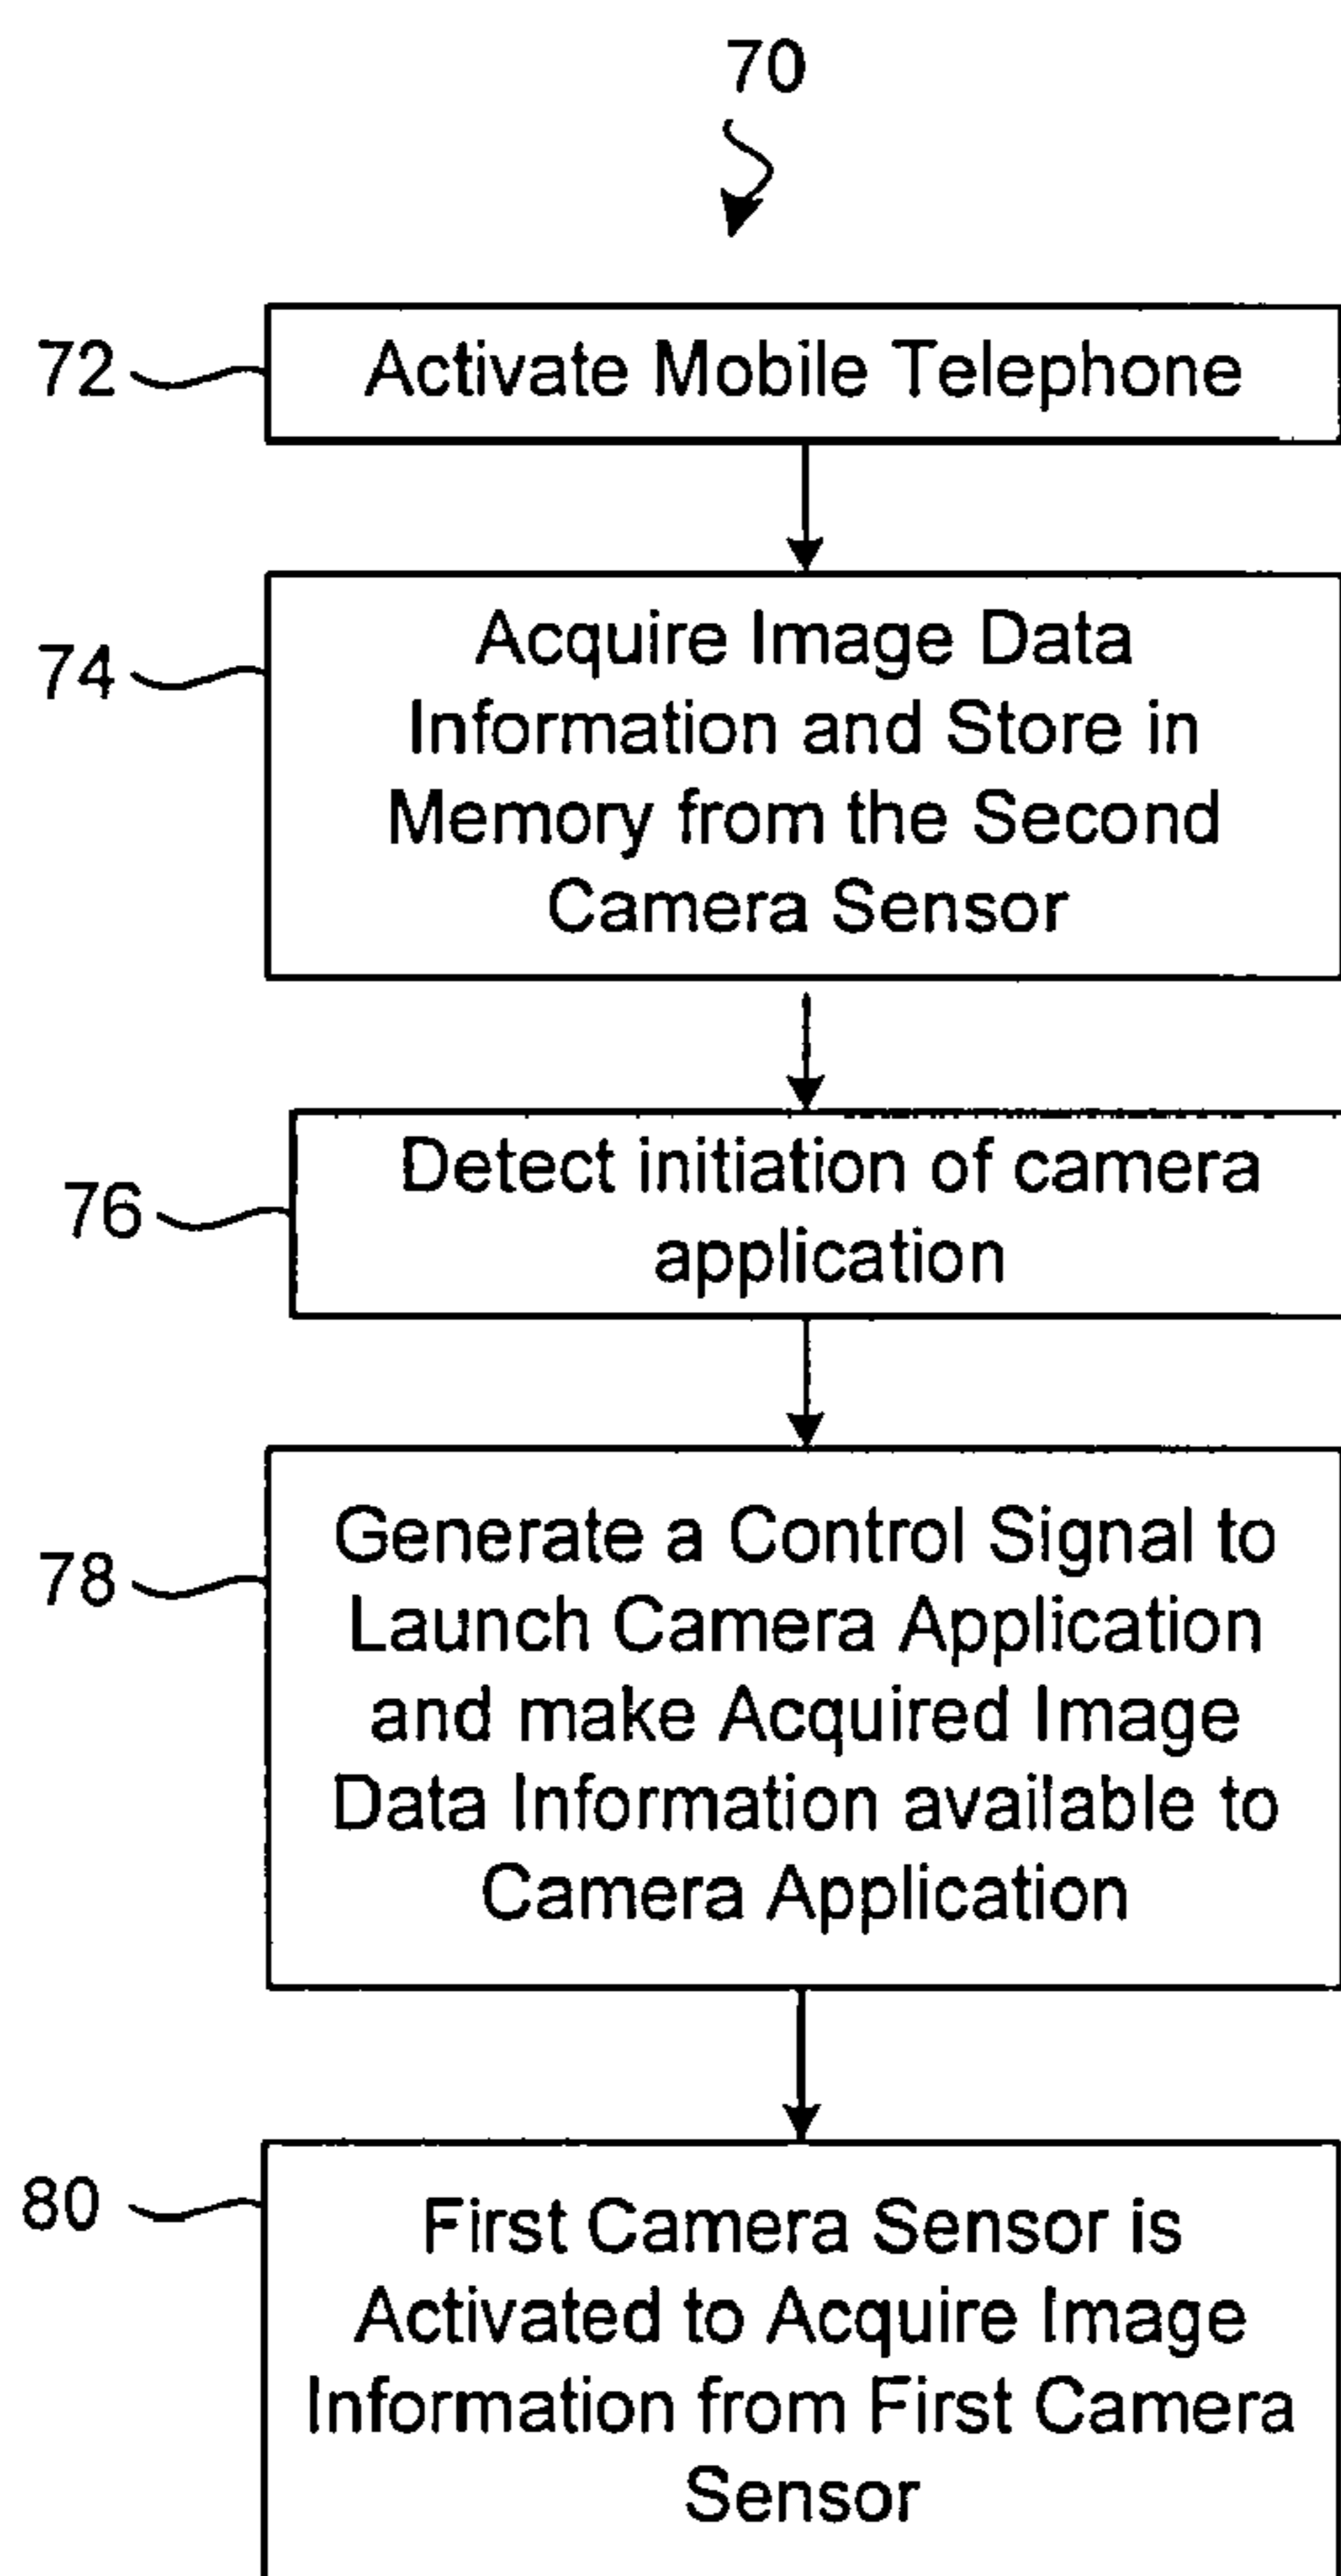 70
72
Activate Mobile Telephone
74
Acquire Image Data
Information and Store in
Memory from the Second
Camera Sensor
76
Detect initiation of camera
application
78
Generate a Control Signal to
Launch Camera Application
and make Acquired Image
Data Information available to
Camera Application
80
First Camera Sensor is
Activated to Acquire Image
Information from First Camera
Sensor